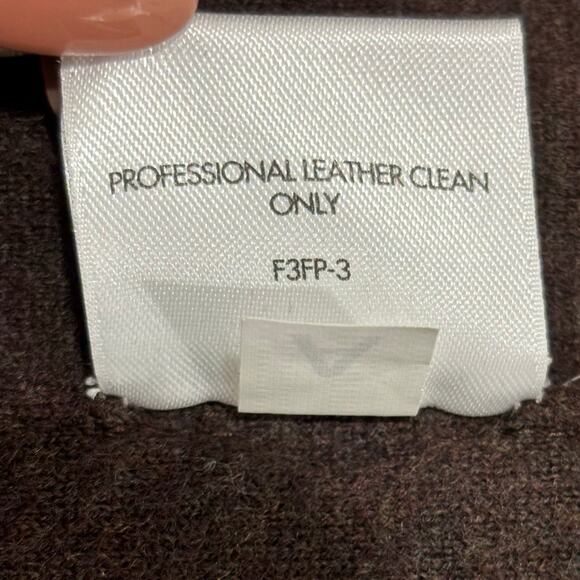 PROFESSIONAL LEATHER CLEAN
ONLY
F3FP-3